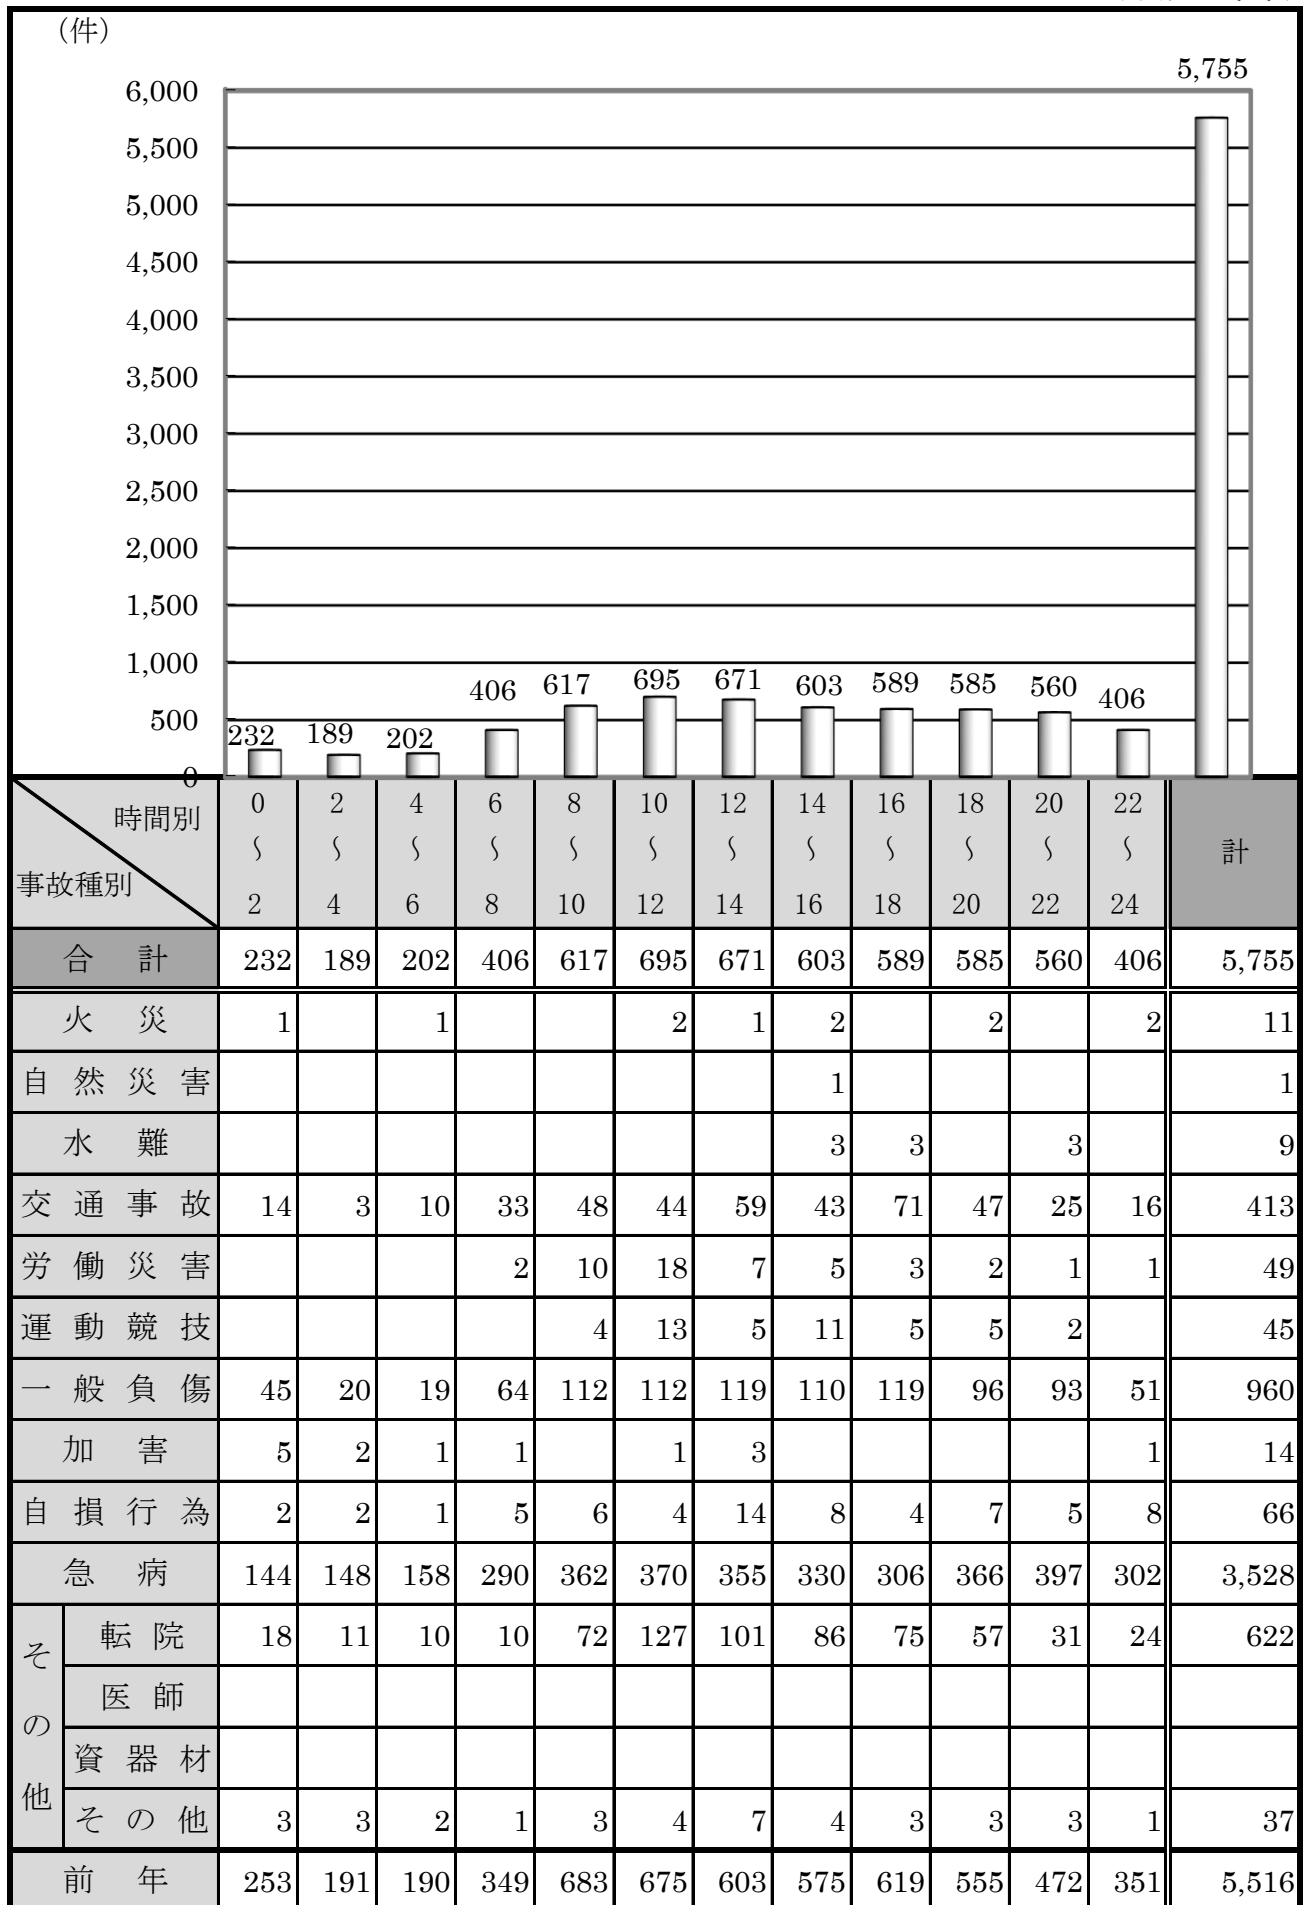 （件）
5,755
6,000
5,500
5,000
4,500
4,000
3,500
3,000
2,500
2,000
1,500
1,000
500
0
232 189 202 406 617 695 671 603 589 585 560 406
時間別 事故種別 0〜2 2〜4 4〜6 6〜8 8〜10 10〜12 12〜14 14〜16 16〜18 18〜20 20〜22 22〜24 計
合計 232 189 202 406 617 695 671 603 589 585 560 406 5,755
火災 1 1 2 1 2 2 2 11
自然災害 1 1
水難 3 3 3 9
交通事故 14 3 10 33 48 44 59 43 71 47 25 16 413
労働災害 2 10 18 7 5 3 2 1 1 49
運動競技 4 13 5 11 5 5 2 45
一般負傷 45 20 19 64 112 112 119 110 119 96 93 51 960
加害 5 2 1 1 1 3 1 14
自損行為 2 2 1 5 6 4 14 8 4 7 5 8 66
急病 144 148 158 290 362 370 355 330 306 366 397 302 3,528
その他
転院 18 11 10 10 72 127 101 86 75 57 31 24 622
医師
資器材
その他 3 3 2 1 3 4 7 4 3 3 3 1 37
前年 253 191 190 349 683 675 603 575 619 555 472 351 5,516